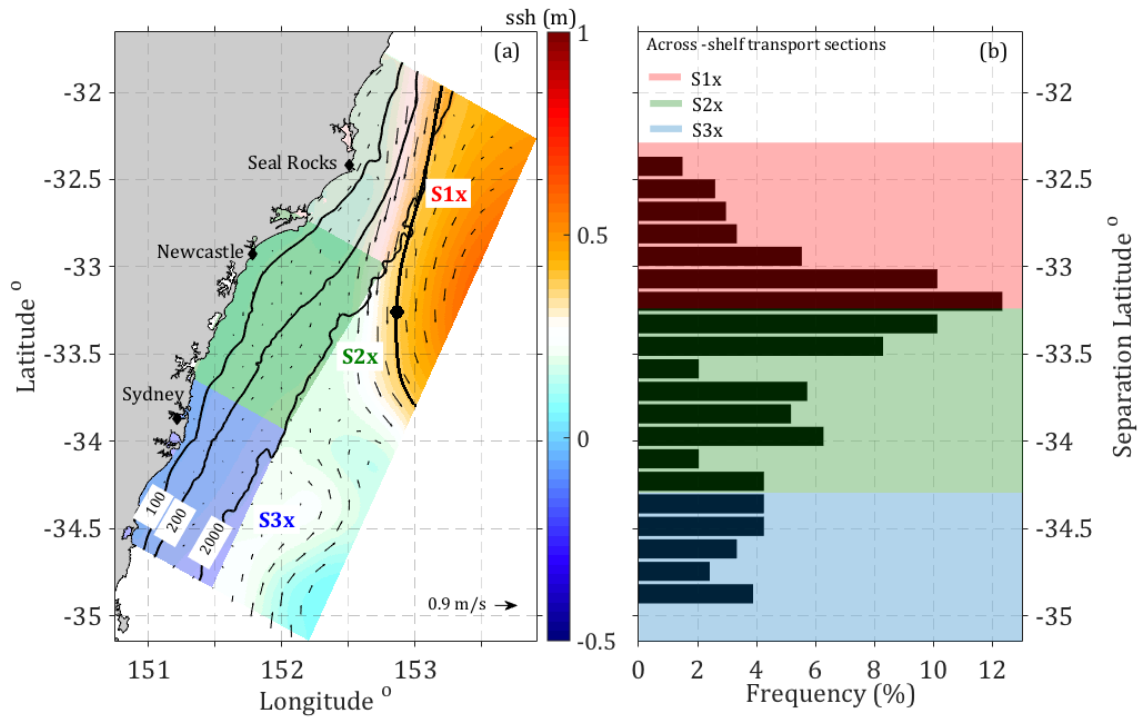 ssh (m)
(a)
1
0.5
0
-0.5
-32
-32.5
-33
-33.5
-34
-34.5
-35
Latitude °
Seal Rocks
S1x
Newcastle
S2x
Sydney
S3x
100
200
2000
0.9 m/s
151
152
153
Longitude °
Across -shelf transport sections
(b)
S1x
S2x
S3x
-32
-32.5
-33
-33.5
-34
-34.5
-35
Separation Latitude °
0
2
4
6
8
10
12
Frequency (%)